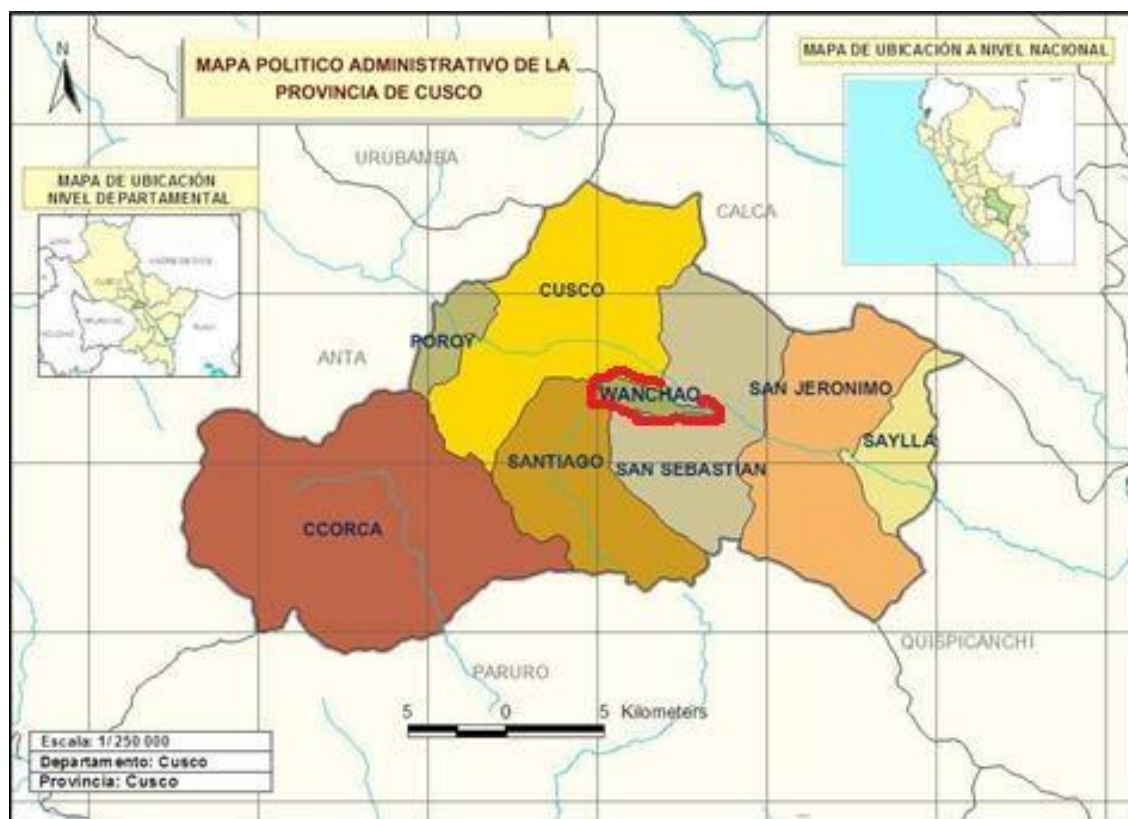 N
MAPA POLITICO ADMINISTRATIVO DE LA
PROVINCIA DE CUSCO
MAPA DE UBICACIÓN A NIVEL NACIONAL
MAPA DE UBICACIÓN
NIVEL DEPARTAMENTAL
URUBAMBA
CALCA
CUSCO
POROY
ANTA
WANCHAQ
SAN JERONIMO
SAYLLA
SANTIAGO
SAN SEBASTIAN
CCORCA
QUISPICANCHI
PARURO
5 0 5 Kilometers
Escala: 1/250 000
Departamento: Cusco
Provincia: Cusco